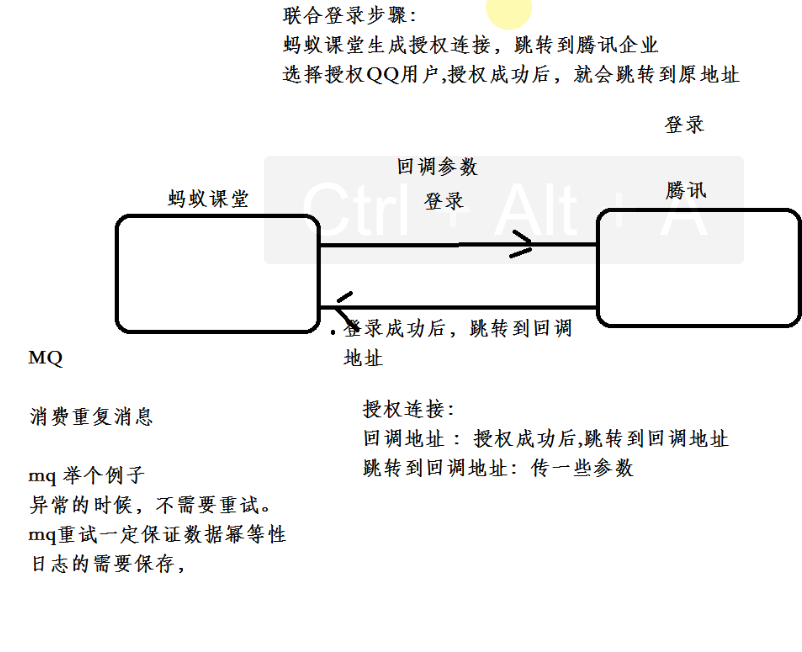 联合登录步骤：
蚂蚁课堂生成授权连接，跳转到腾讯企业
选择授权QQ用户,授权成功后，就会跳转到原地址
登录
回调参数
登录
蚂蚁课堂
腾讯
Ctrl + Alt + A
登录成功后，跳转到回调
地址
MQ
消费重复消息
授权连接：
回调地址 ：授权成功后,跳转到回调地址
跳转到回调地址：传一些参数
mq 举个例子
异常的时候，不需要重试。
mq重试一定保证数据幂等性
日志的需要保存，